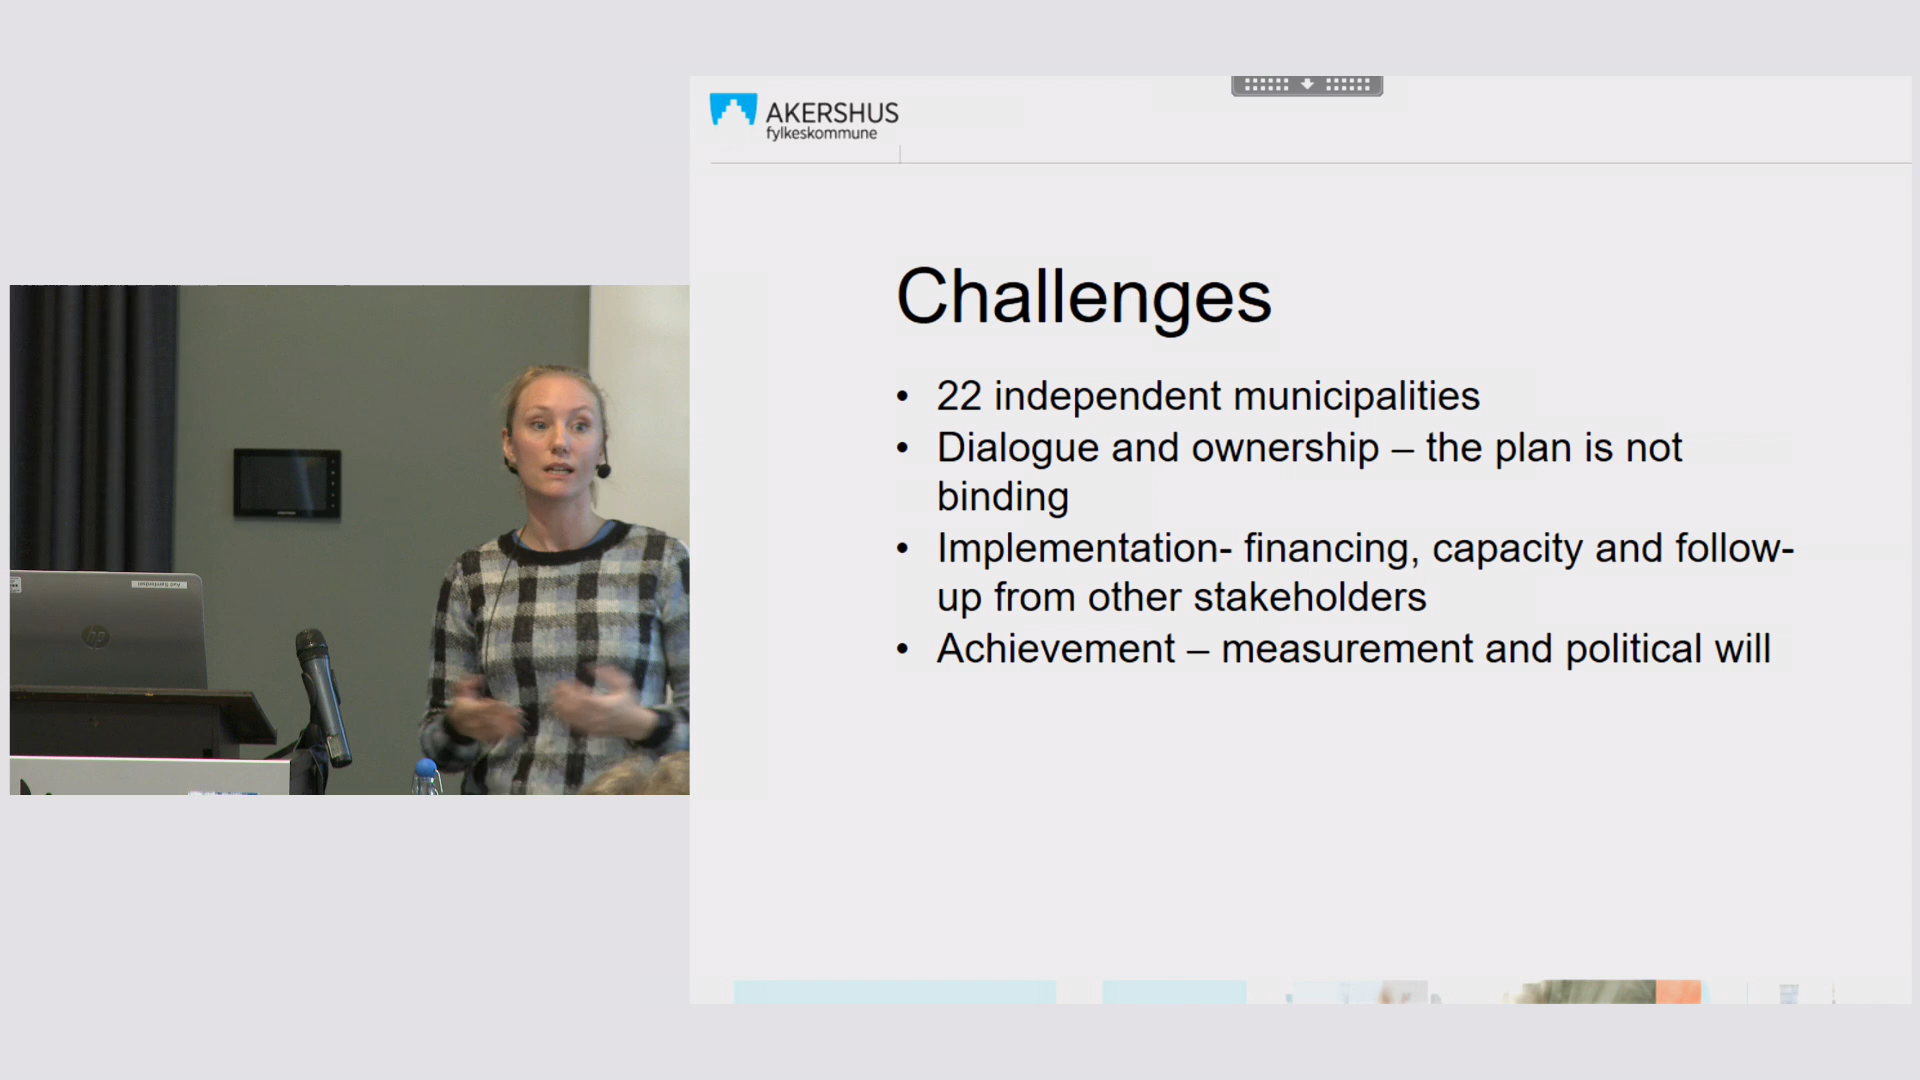 AKERSHUS
fylkeskommune
Challenges
• 22 independent municipalities
• Dialogue and ownership – the plan is not
binding
• Implementation- financing, capacity and follow-
up from other stakeholders
• Achievement – measurement and political will
hp